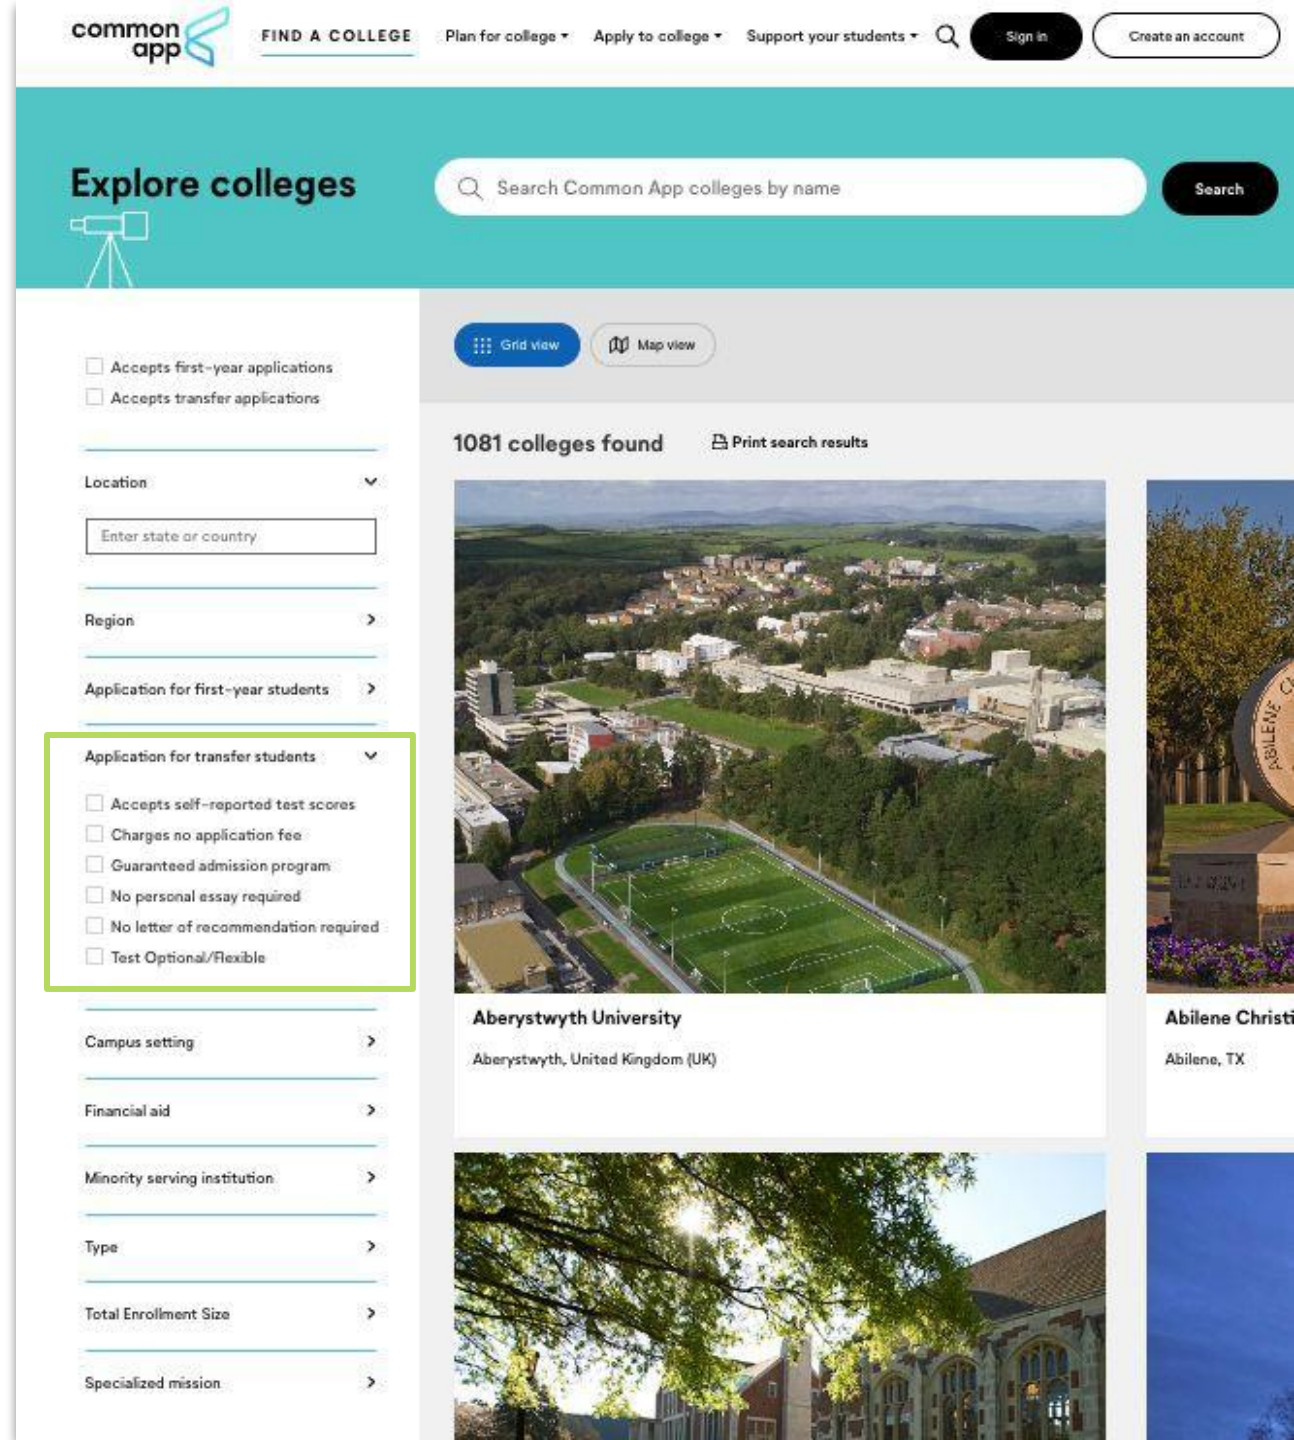 common
app
FIND A COLLEGE
Plan for college
Apply to college
Support your students
Sign in
Create an account
Explore colleges
Search Common App colleges by name
Search
Grid view
Map view
Accepts first-year applications
Accepts transfer applications
1081 colleges found
Print search results
Location
Enter state or country
Region
Application for first-year students
Application for transfer students
Accepts self-reported test scores
Charges no application fee
Guaranteed admission program
No personal essay required
No letter of recommendation required
Test Optional/Flexible
ABILENE
Aberystwyth University
Aberystwyth, United Kingdom (UK)
Abilene Christi
Abilene, TX
Campus setting
Financial aid
Minority serving institution
Type
Total Enrollment Size
Specialized mission